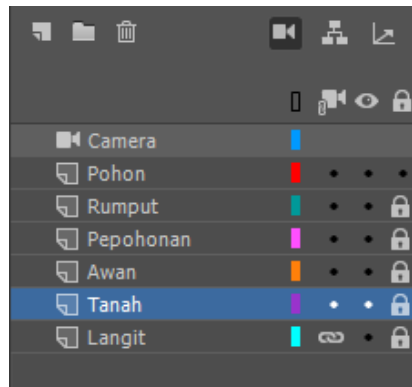 Camera
Pohon
Rumput
Pepohonan
Awan
Tanah
Langit